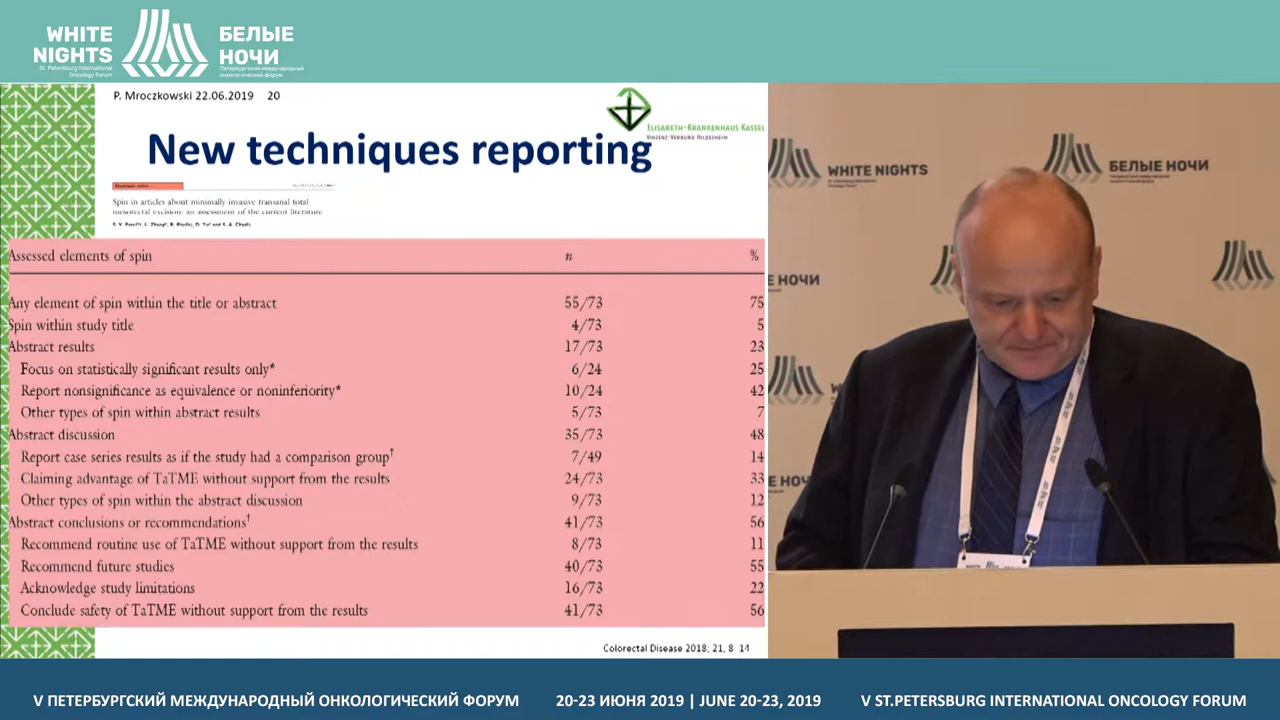 WHITE
NIGHTS
St. Petersburg International
Oncology Forum
БЕЛЫЕ
НОЧИ
Петербургский международный
онкологический форум
P. Mroczkowski 22.06.2019 20
Elisabeth-Krankenhaus Kassel
Vinzenz-Verbund Hildesheim
New techniques reporting
Spin in articles about minimally invasive transanal total
mesorectal excision: an assessment of the current literature
Assessed elements of spin n %
Any element of spin within the title or abstract 55/73 75
Spin within study title 4/73 5
Abstract results 17/73 23
Focus on statistically significant results only* 6/24 25
Report nonsignificance as equivalence or noninferiority* 10/24 42
Other types of spin within abstract results 5/73 7
Abstract discussion 35/73 48
Report case series results as if the study had a comparison group† 7/49 14
Claiming advantage of TaTME without support from the results 24/73 33
Other types of spin within the abstract discussion 9/73 12
Abstract conclusions or recommendations† 41/73 56
Recommend routine use of TaTME without support from the results 8/73 11
Recommend future studies 40/73 55
Acknowledge study limitations 16/73 22
Conclude safety of TaTME without support from the results 41/73 56
Colorectal Disease 2018; 21, 8–14
WHITE NIGHTS
БЕЛЫЕ НОЧИ
ЫЕ НОЧИ
V ПЕТЕРБУРГСКИЙ МЕЖДУНАРОДНЫЙ ОНКОЛОГИЧЕСКИЙ ФОРУМ
20-23 ИЮНЯ 2019 | JUNE 20-23, 2019
V ST.PETERSBURG INTERNATIONAL ONCOLOGY FORUM